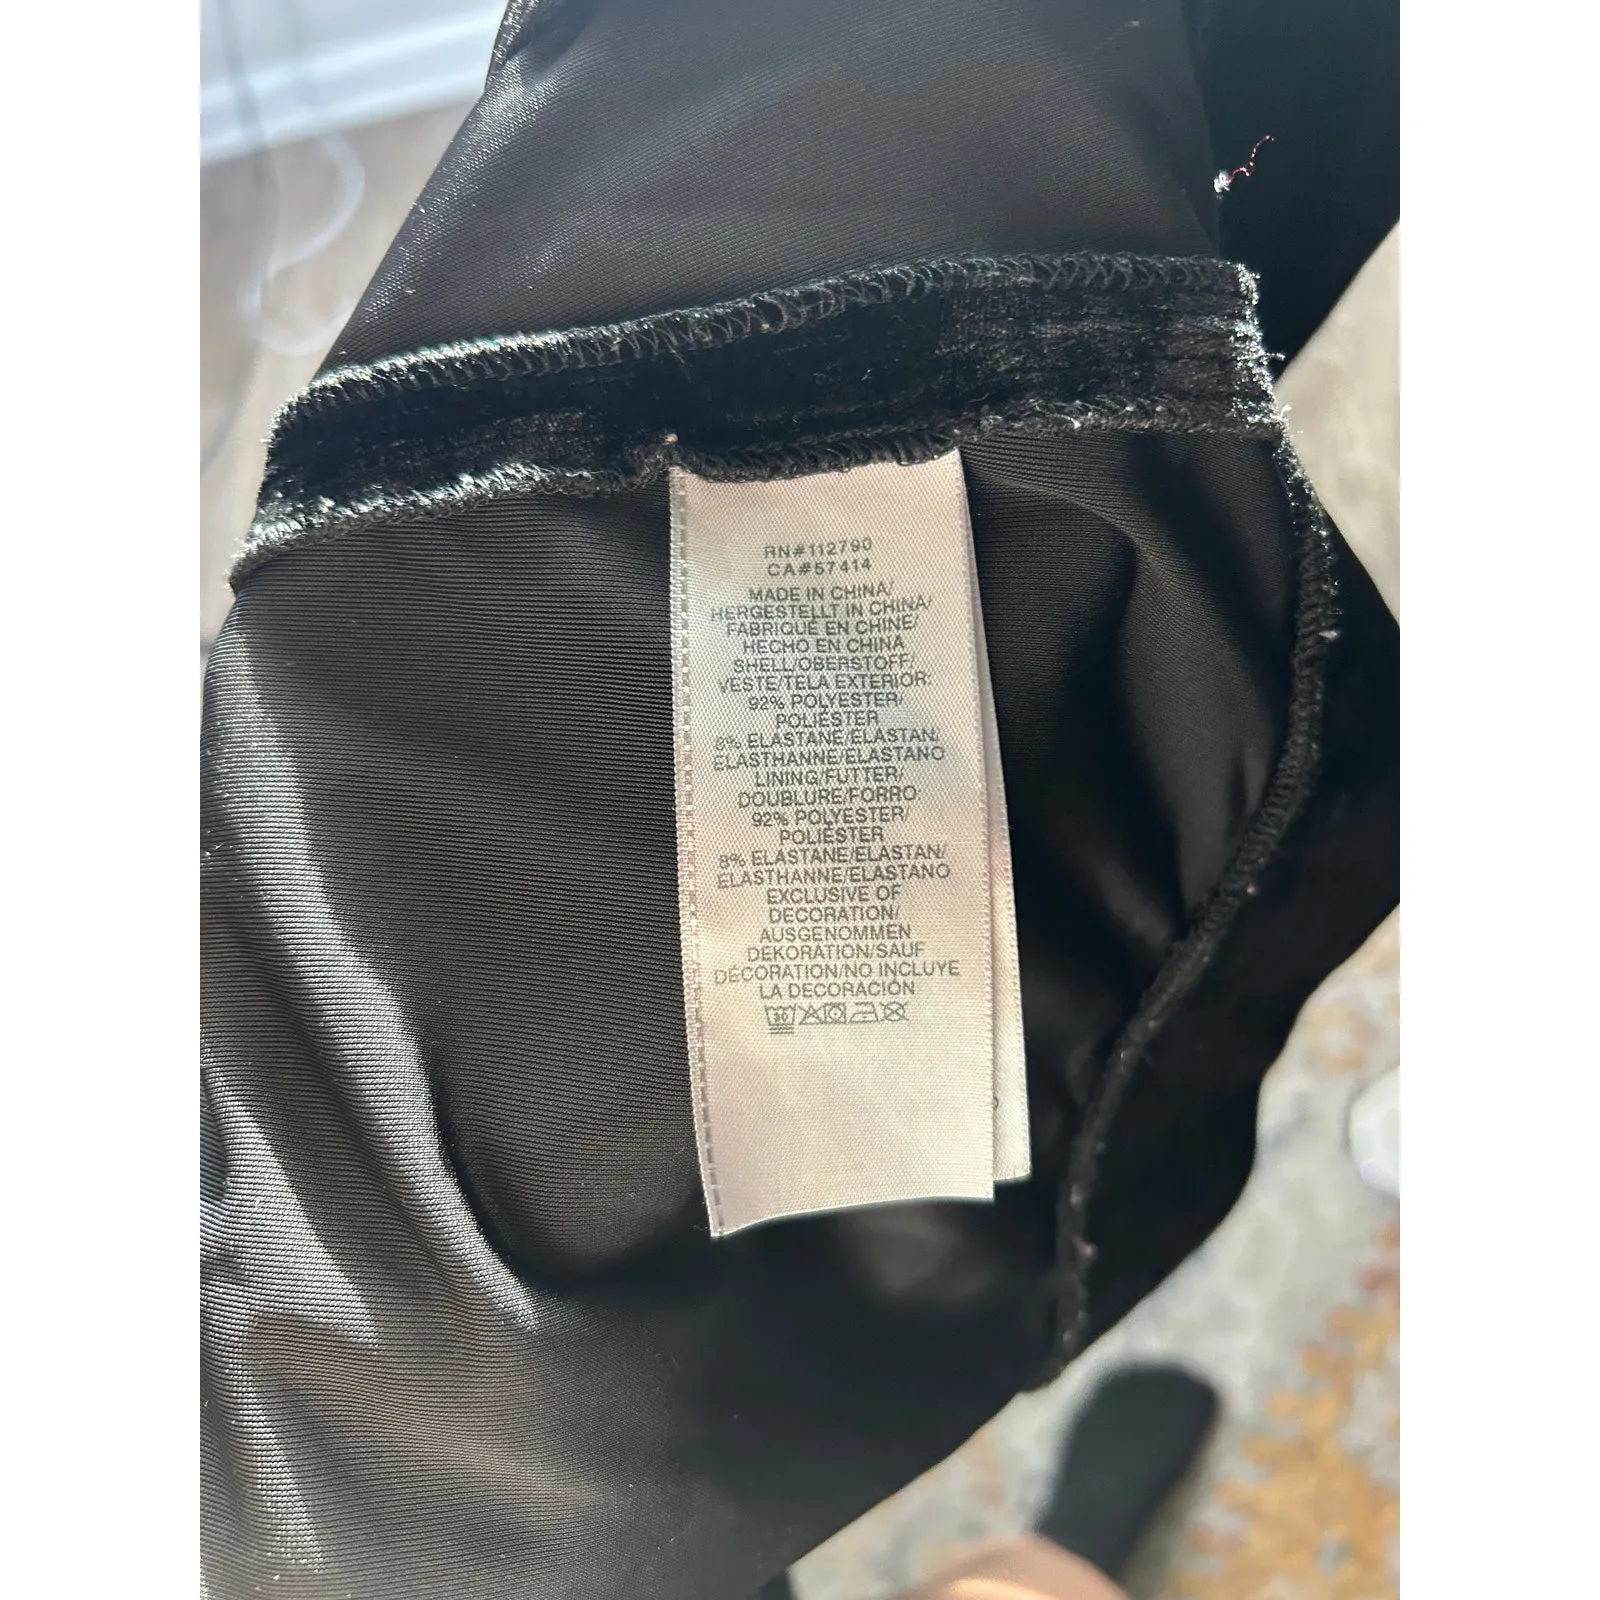 RN#112790
CA#57414
MADE IN CHINA/
HERGESTELLT IN CHINA/
FABRIQUÉ EN CHINE/
HECHO EN CHINA
SHELL/OBERSTOFF/
VESTE/TELA EXTERIOR:
92% POLYESTER/
POLIÉSTER
8% ELASTANE/ELASTAN/
ELASTHANNE/ELASTANO
LINING/FUTTER/
DOUBLURE/FORRO
92% POLYESTER/
POLIÉSTER
8% ELASTANE/ELASTAN/
ELASTHANNE/ELASTANO
EXCLUSIVE OF
DECORATION/
AUSGENOMMEN
DEKORATION/SAUF
DÉCORATION/NO INCLUYE
LA DECORACIÓN
30